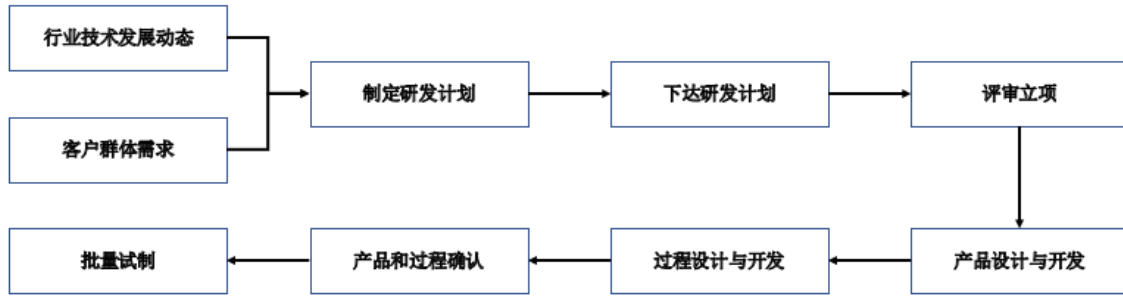 行业技术发展动态
客户群体需求
制定研发计划
下达研发计划
评审立项
产品设计与开发
过程设计与开发
产品和过程确认
批量试制